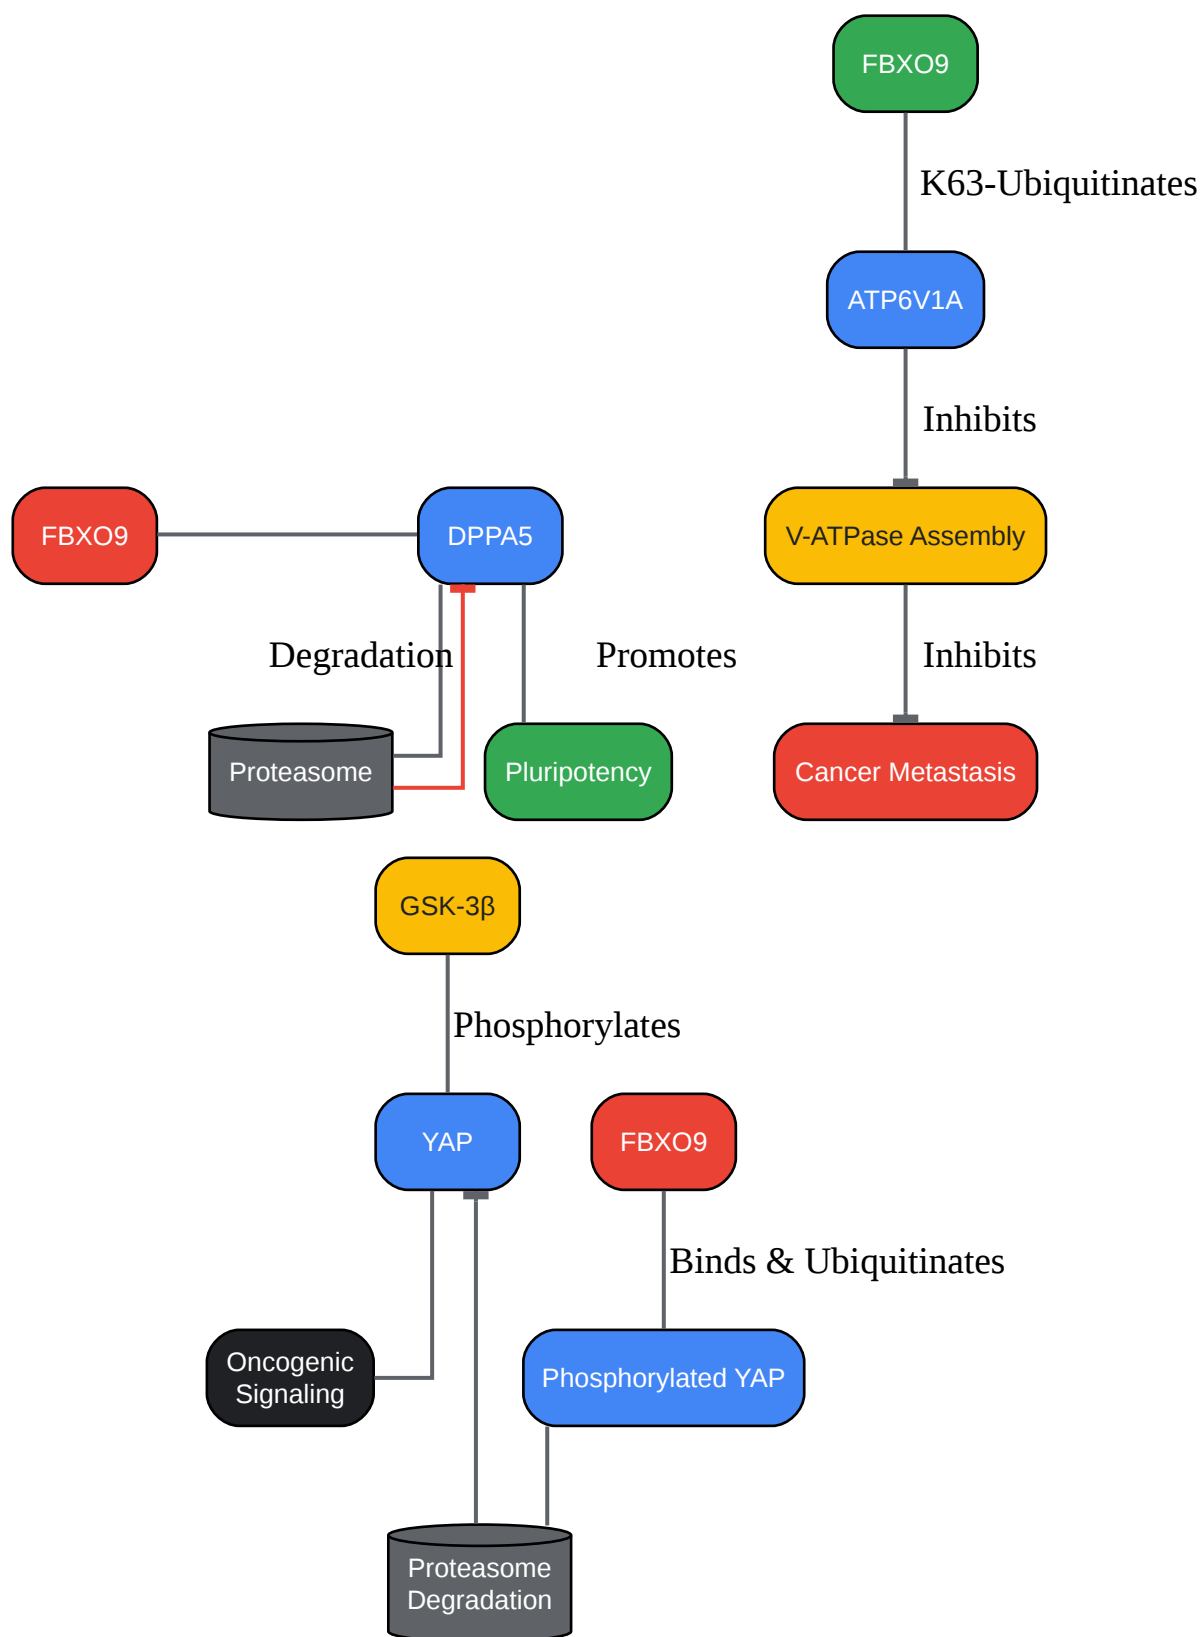 FBXO9
K63-Ubiquitinates
ATP6V1A
Inhibits
FBXO9
DPPA5
V-ATPase Assembly
Degradation
Promotes
Inhibits
Proteasome
Pluripotency
Cancer Metastasis
GSK-3β
Phosphorylates
YAP
FBXO9
Binds & Ubiquitinates
Oncogenic
Signaling
Phosphorylated YAP
Proteasome
Degradation